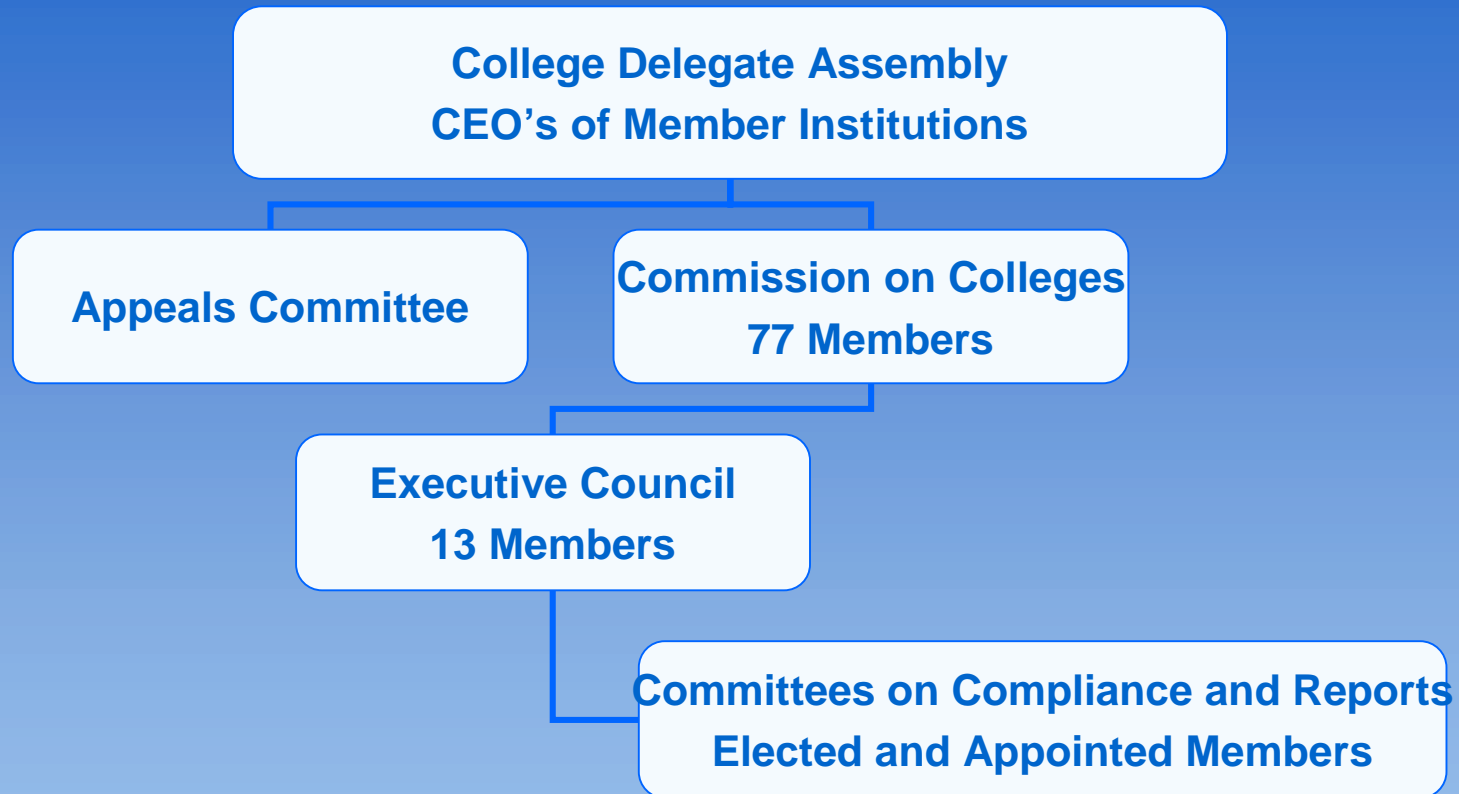 College Delegate Assembly
CEO’s of Member Institutions
Appeals Committee
Commission on Colleges
77 Members
Executive Council
13 Members
Committees on Compliance and Reports
Elected and Appointed Members